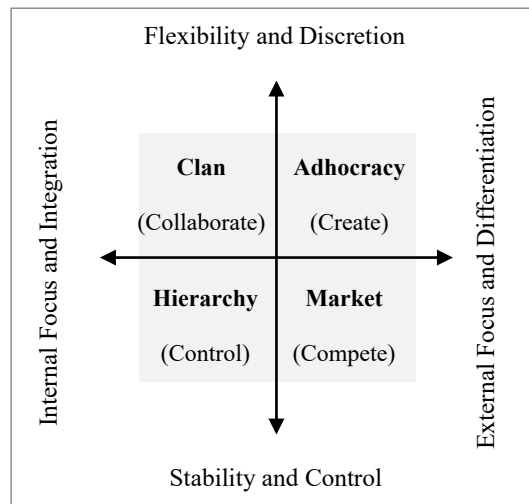 Flexibility and Discretion
Internal Focus and Integration
Clan
(Collaborate)
Adhocracy
(Create)
External Focus and Differentiation
Hierarchy
(Control)
Market
(Compete)
Stability and Control